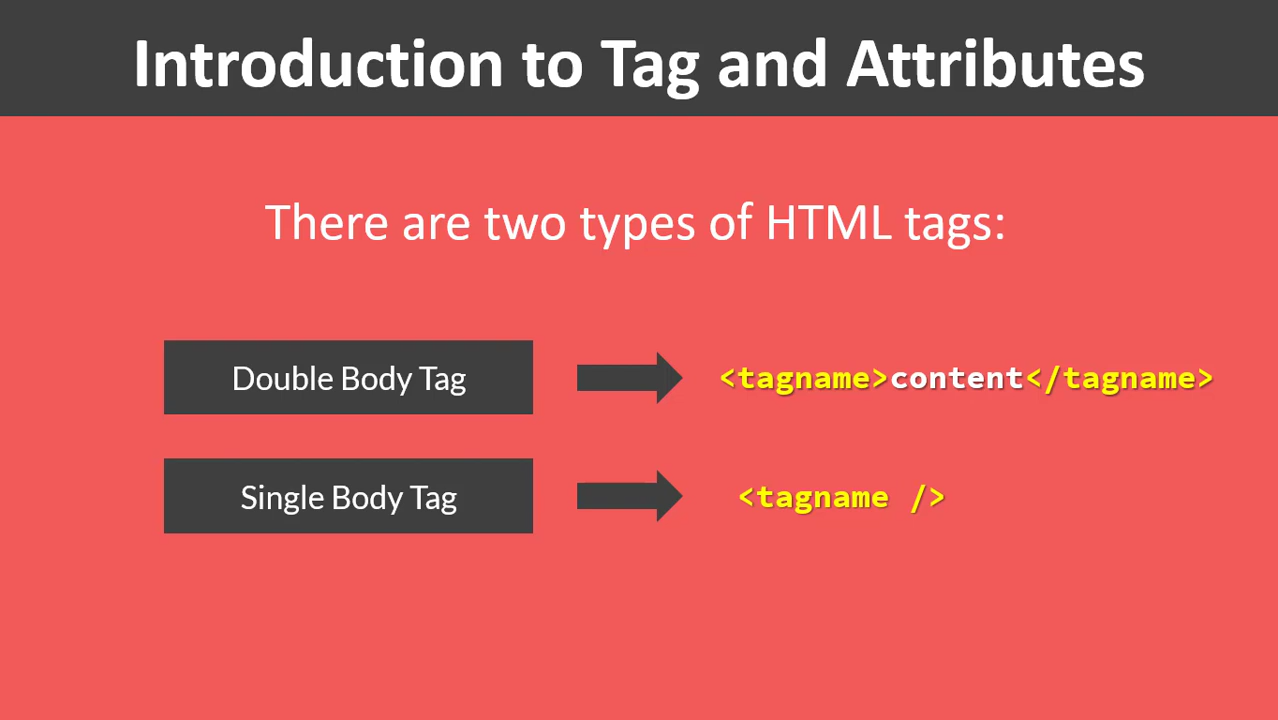 Introduction to Tag and Attributes
There are two types of HTML tags:
Double Body Tag
<tagname>content</tagname>
Single Body Tag
<tagname />